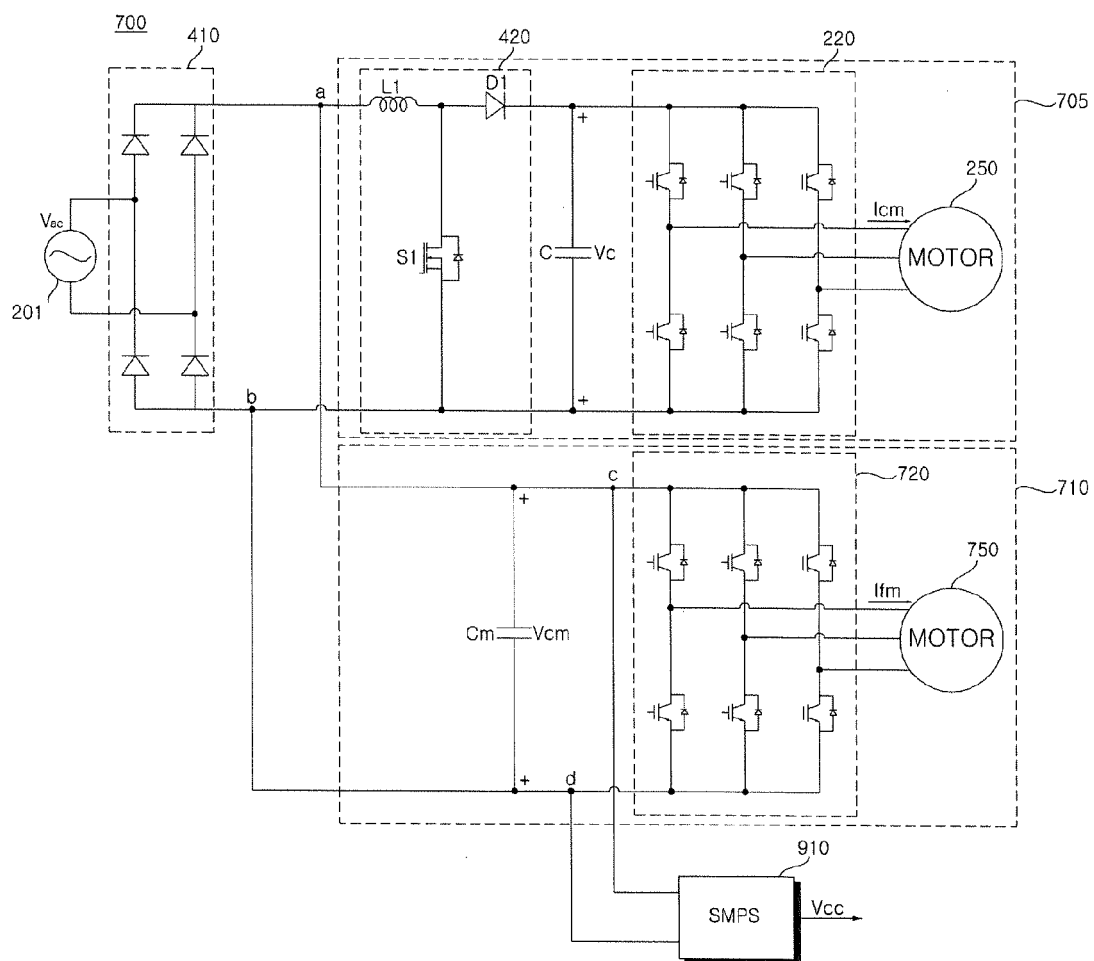 700
410
420
220
705
a
L1
D1
+
250
Icm
MOTOR
Vac
S1
C
Vc
201
b
+
c
720
710
+
750
Ifm
MOTOR
Cm
Vcm
+
d
910
SMPS
Vcc